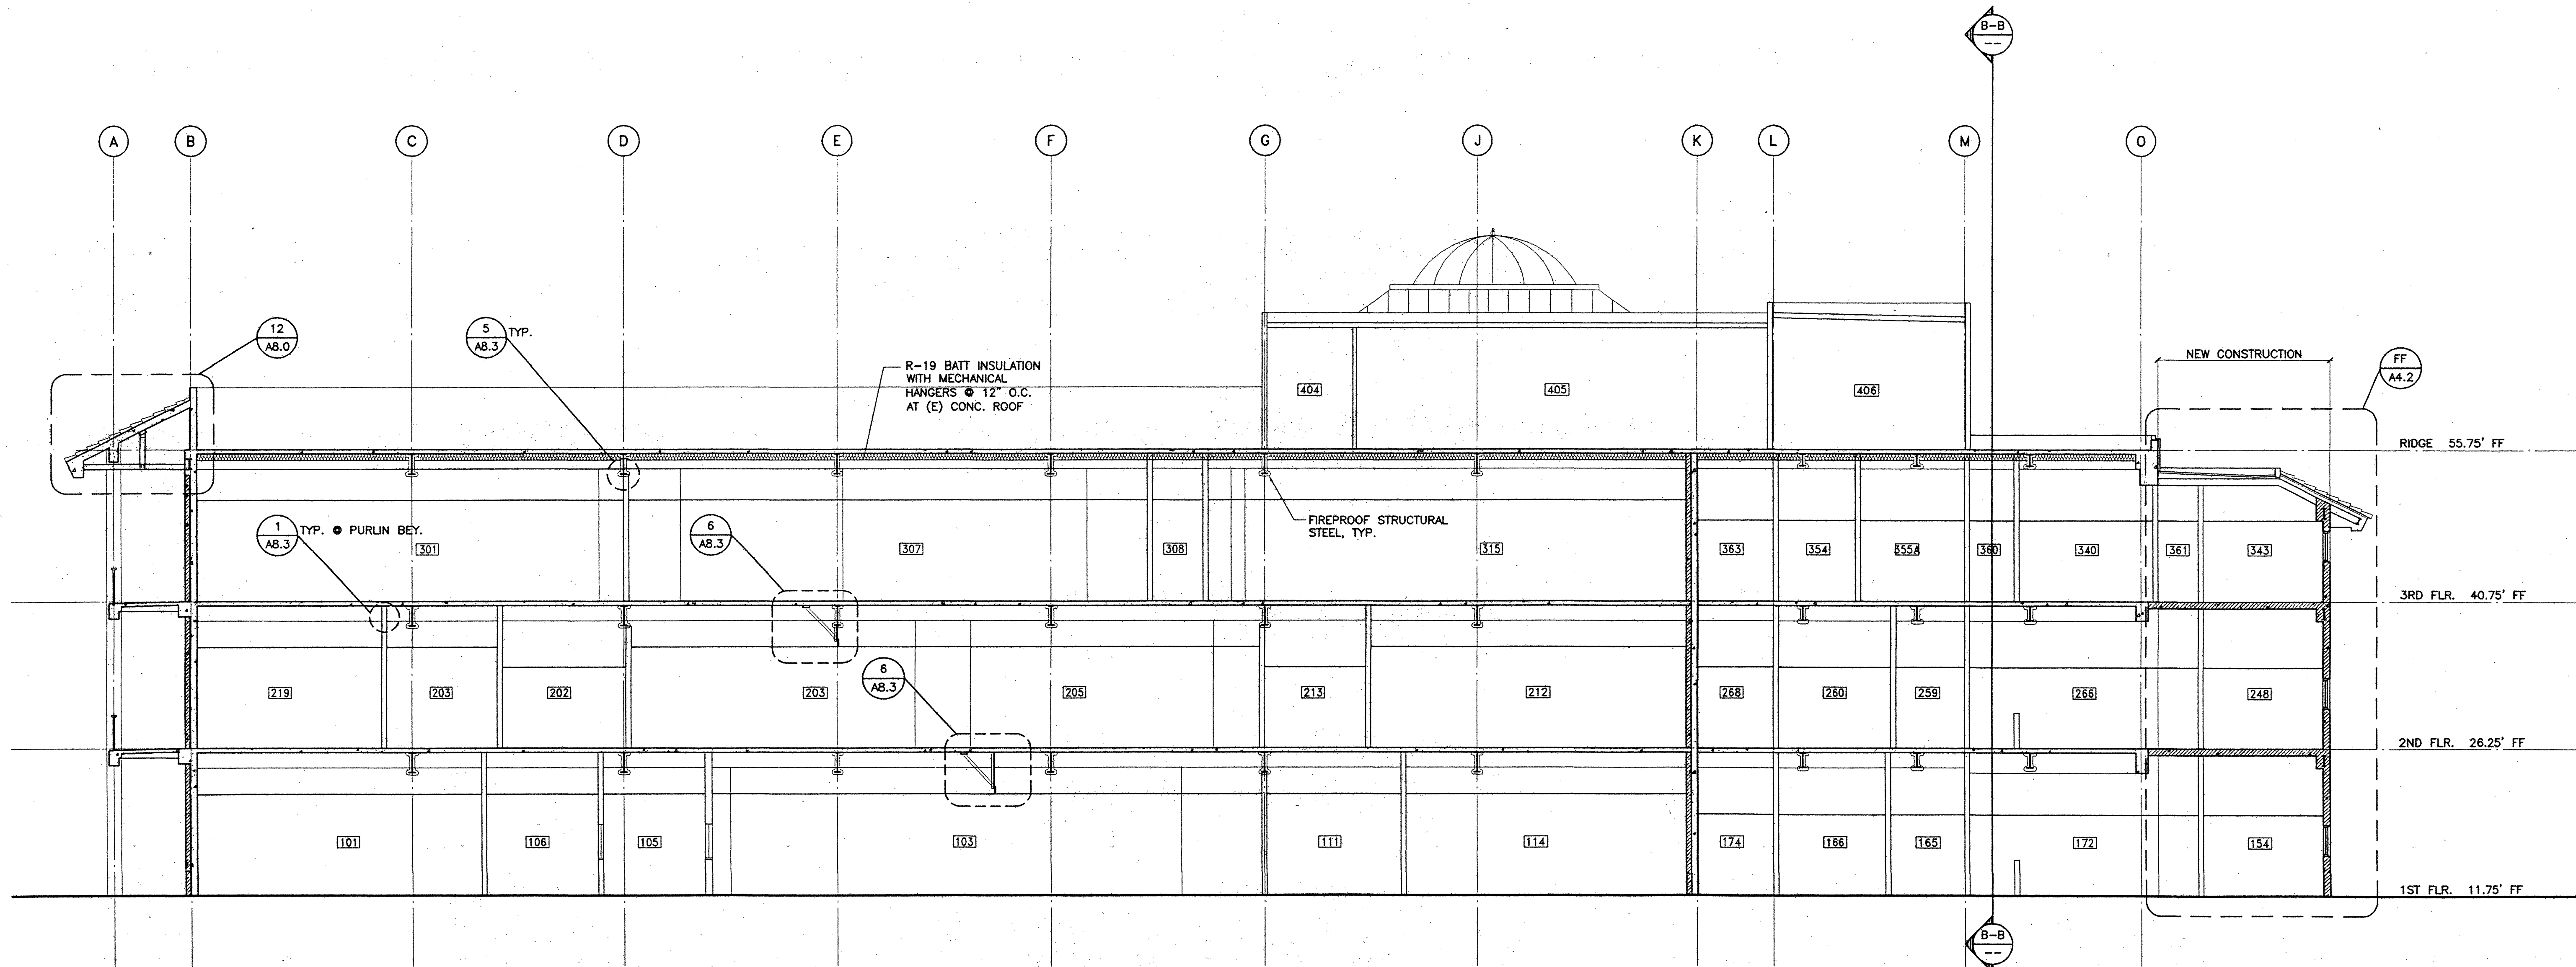 B-B
--
A
B
C
D
E
F
G
J
K
L
M
O
12
A8.0
5
A8.3
TYP.
R-19 BATT INSULATION
WITH MECHANICAL
HANGERS @ 12" O.C.
AT (E) CONC. ROOF
404
405
406
NEW CONSTRUCTION
FF
A4.2
RIDGE 55.75' FF
1
A8.3
TYP. @ PURLIN BEY.
6
A8.3
FIREPROOF STRUCTURAL
STEEL, TYP.
301
307
308
315
363
354
355A
360
340
361
343
3RD FLR. 40.75' FF
6
A8.3
219
203
202
203
205
213
212
268
260
259
266
248
2ND FLR. 26.25' FF
101
106
105
103
111
114
174
166
165
172
154
1ST FLR. 11.75' FF
B-B
--